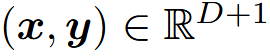 (𝒙, 𝒚) ∈ ℝ^{D+1}